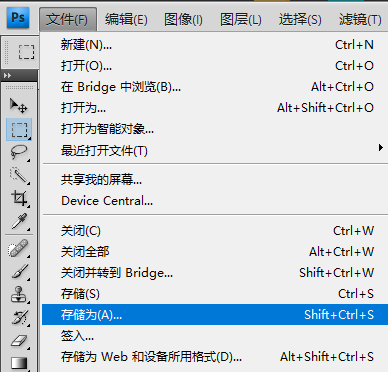 Ps 文件(F) 编辑(E) 图像(I) 图层(L) 选择(S) 滤镜(T)
新建(N)... Ctrl+N
打开(O)... Ctrl+O
在 Bridge 中浏览(B)... Alt+Ctrl+O
打开为... Alt+Shift+Ctrl+O
打开为智能对象...
最近打开文件(T)
共享我的屏幕...
Device Central...
关闭(C) Ctrl+W
关闭全部 Alt+Ctrl+W
关闭并转到 Bridge... Shift+Ctrl+W
存储(S) Ctrl+S
存储为(A)... Shift+Ctrl+S
签入...
存储为 Web 和设备所用格式(D)... Alt+Shift+Ctrl+S